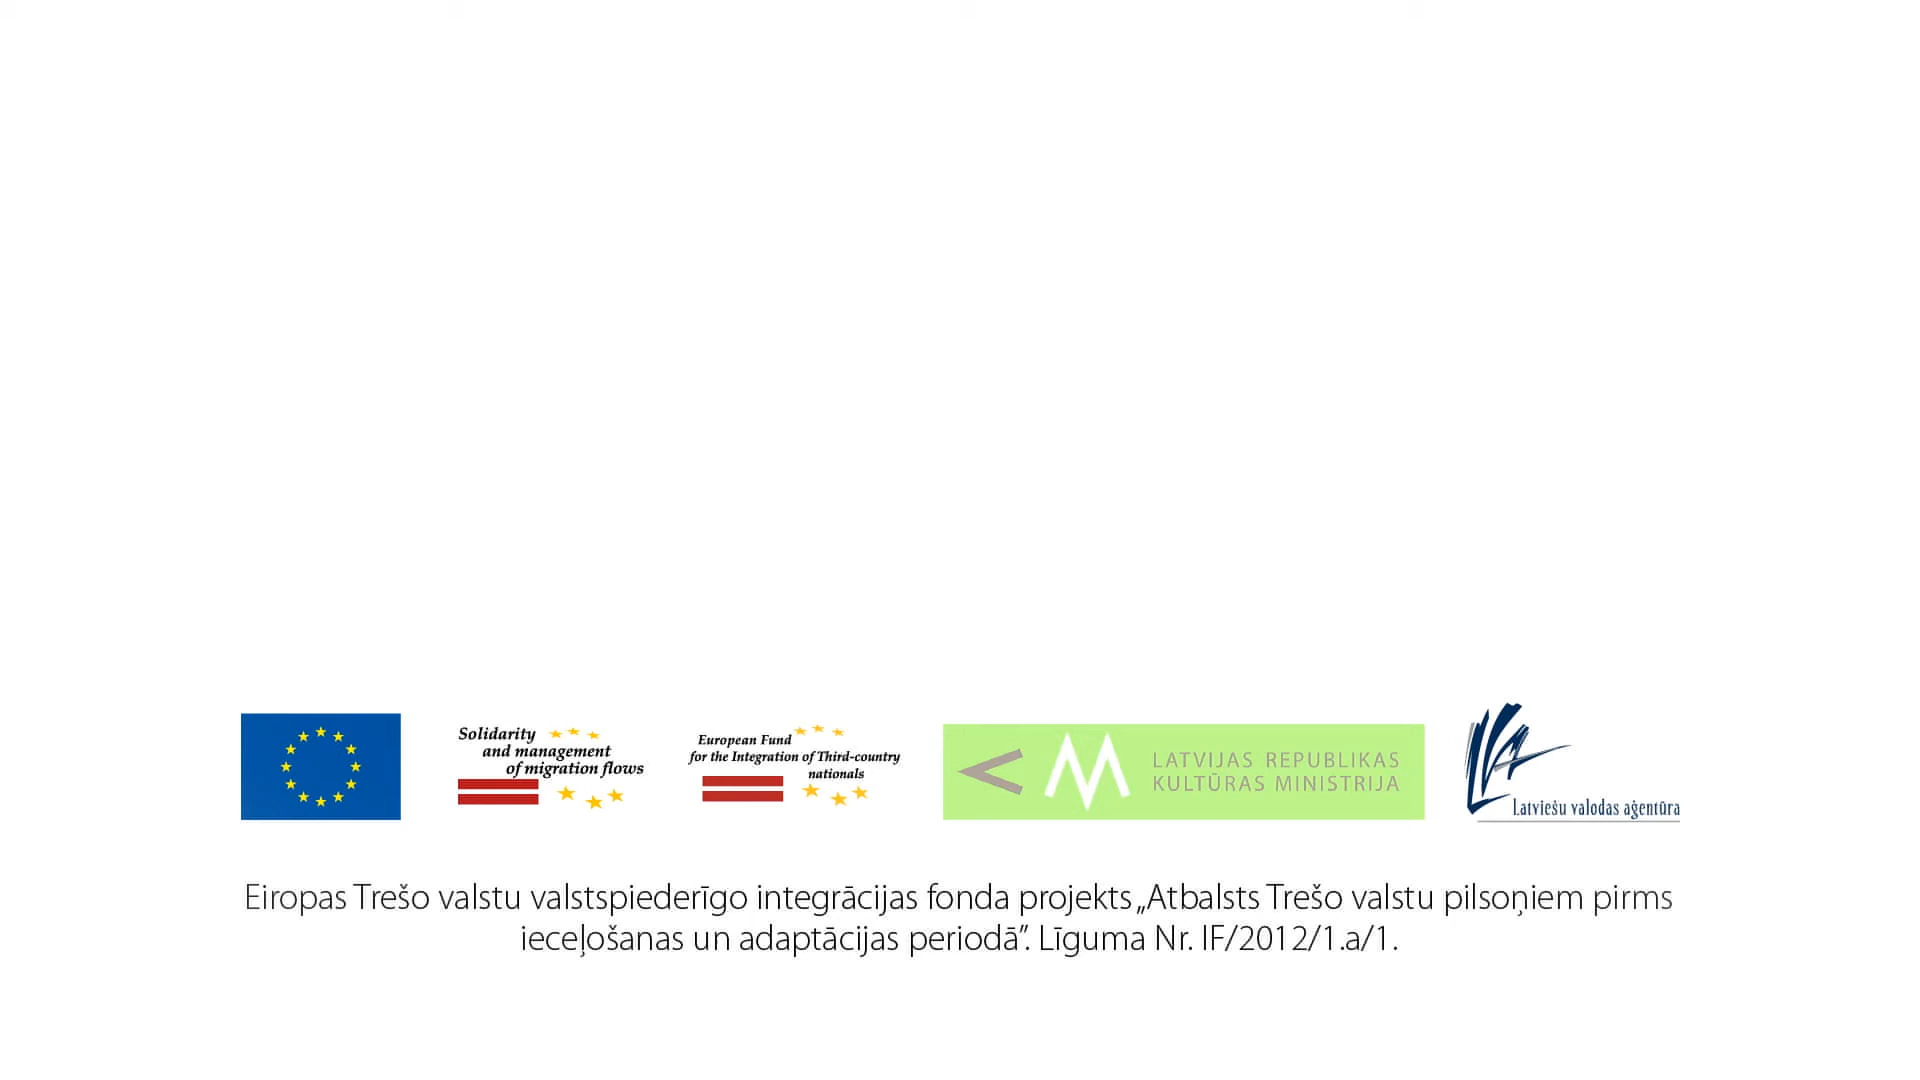 Solidarity
and management
of migration flows
European Fund
for the Integration of Third-country
nationals
LATVIJAS REPUBLIKAS
KULTŪRAS MINISTRIJA
Latviešu valodas aģentūra
Eiropas Trešo valstu valstspiederīgo integrācijas fonda projekts „Atbalsts Trešo valstu pilsoņiem pirms
ieceļošanas un adaptācijas periodā”. Līguma Nr. IF/2012/1.a/1.